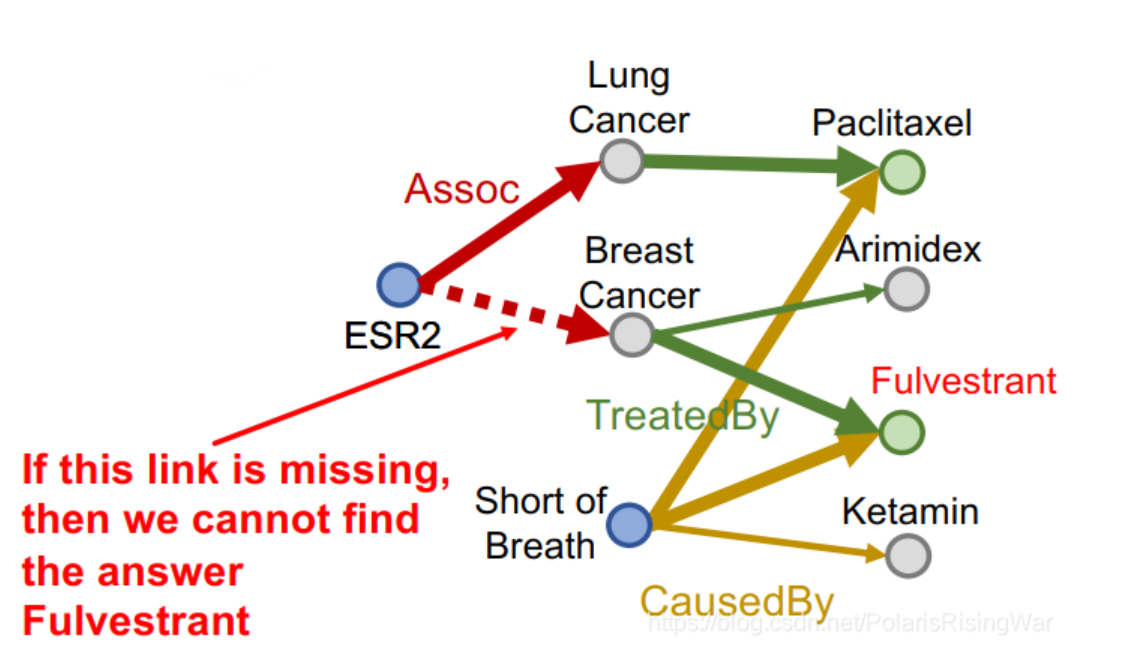 Lung
Cancer
Paclitaxel
Assoc
Breast
Cancer
Arimidex
ESR2
Fulvestrant
TreatedBy
If this link is missing,
then we cannot find
the answer
Fulvestrant
Short of
Breath
Ketamin
CausedBy
https://blog.csdn.net/PolarisRisingWar